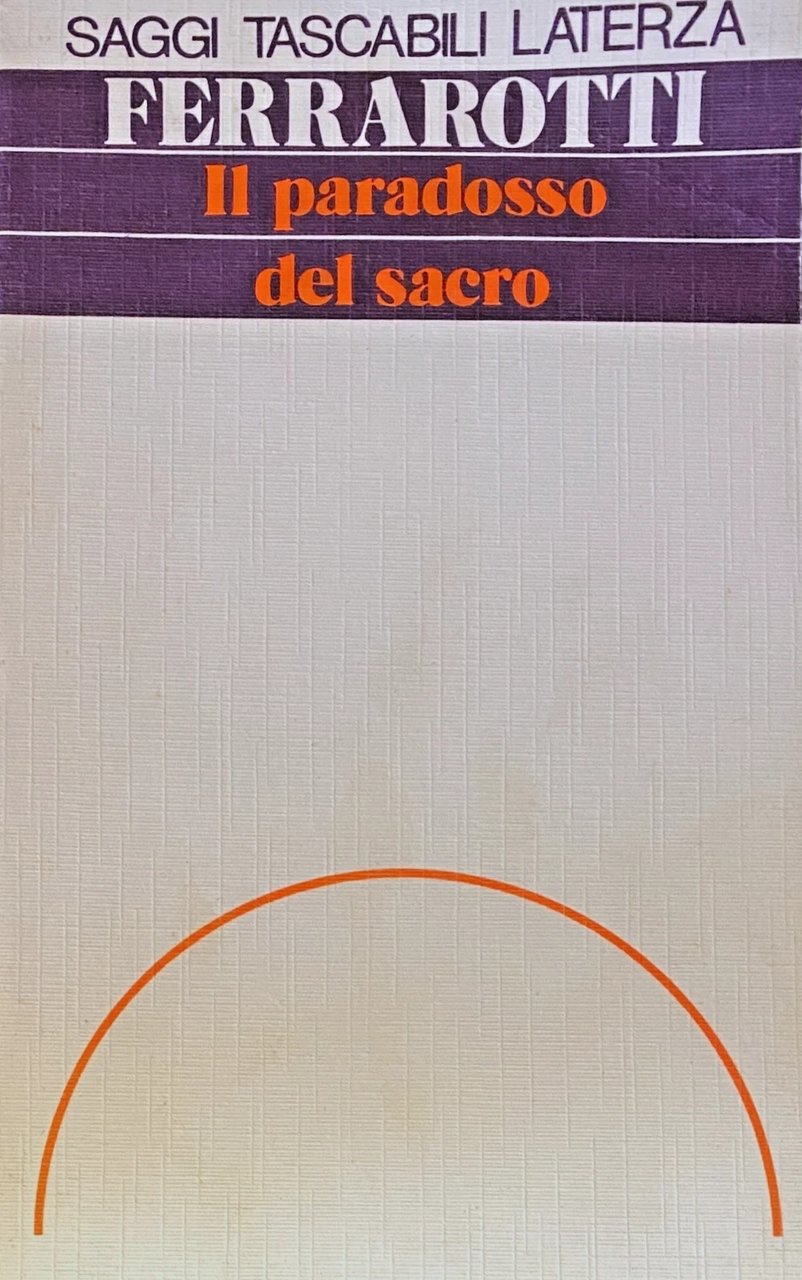 SAGGI TASCABILI LATERZA
FERRAROTTI
Il paradosso
del sacro